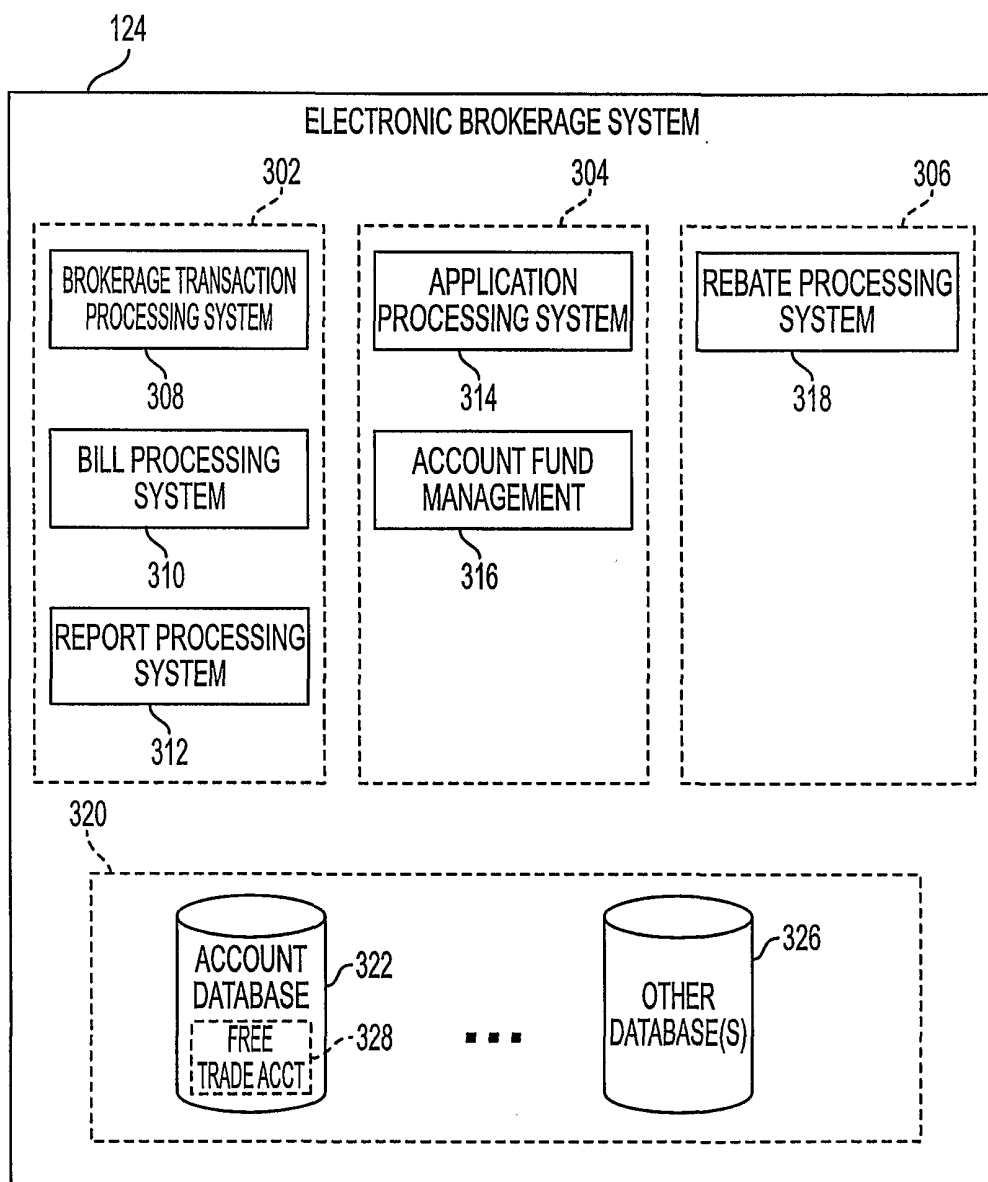 124
ELECTRONIC BROKERAGE SYSTEM
302
304
306
BROKERAGE TRANSACTION
PROCESSING SYSTEM
308
BILL PROCESSING
SYSTEM
310
REPORT PROCESSING
SYSTEM
312
APPLICATION
PROCESSING SYSTEM
314
ACCOUNT FUND
MANAGEMENT
316
REBATE PROCESSING
SYSTEM
318
320
ACCOUNT
DATABASE
322
FREE
TRADE ACCT
328
...
OTHER
DATABASE(S)
326